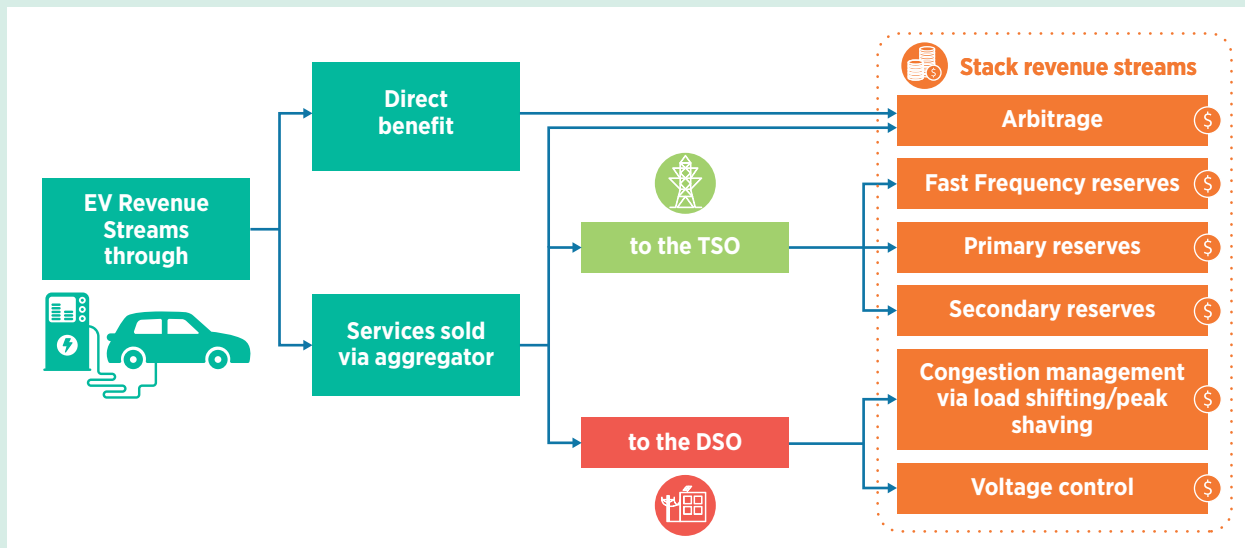 EV Revenue
Streams
through
Direct
benefit
Services sold
via aggregator
to the TSO
to the DSO
$ Stack revenue streams
Arbitrage $
Fast Frequency reserves $
Primary reserves $
Secondary reserves $
Congestion management
via load shifting/peak $
shaving
Voltage control $